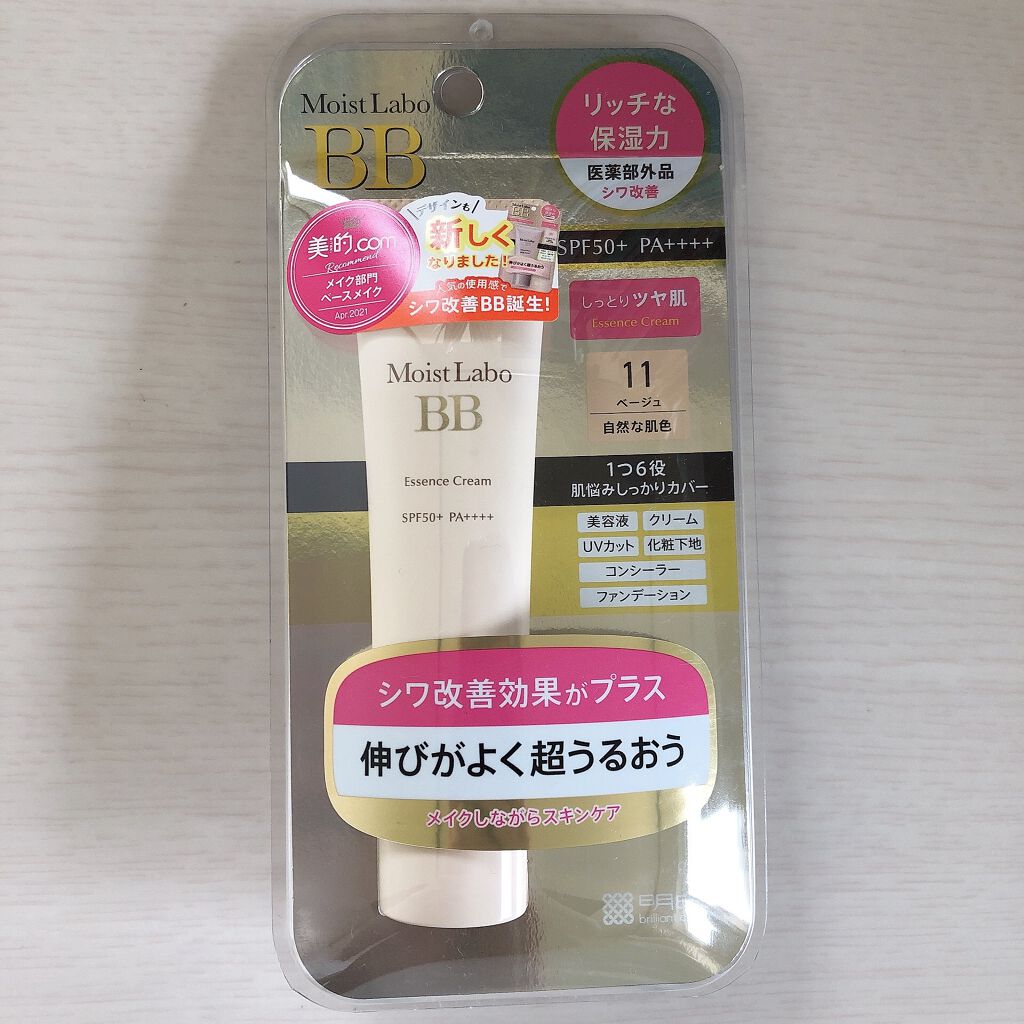 Moist Labo
BB
リッチな
保湿力
医薬部外品
シワ改善
SPF50+ PA++++
美的.com
Recommend
メイク部門
ベースメイク
Apr.2021
デザインも
新しく
なりました!
人気の使用感で
シワ改善BB誕生!
しっとりツヤ肌
Essence Cream
11
ベージュ
自然な肌色
Moist Labo
BB
Essence Cream
SPF50+ PA++++
1つ6役
肌悩みしっかりカバー
美容液 クリーム
UVカット 化粧下地
コンシーラー
ファンデーション
シワ改善効果がプラス
伸びがよく超うるおう
メイクしながらスキンケア